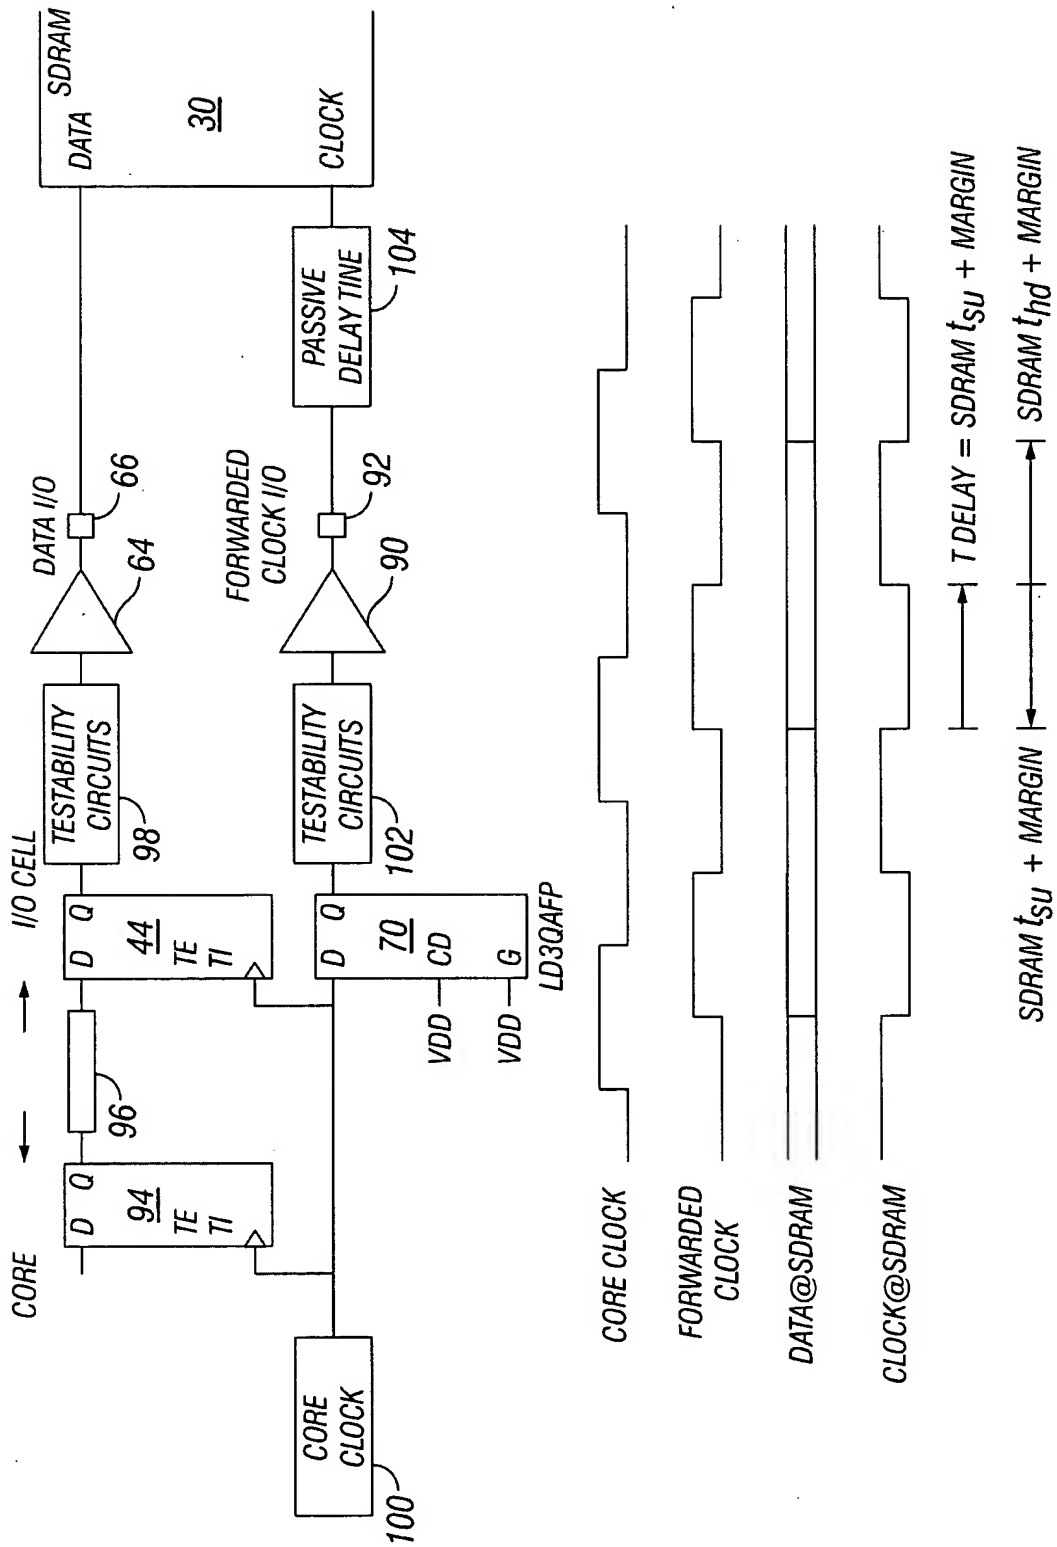 CORE
I/O CELL
D Q
94
TE
TI
96
D Q
44
TE
TI
TESTABILITY
CIRCUITS
98
64
DATA I/O
66
DATA
SDRAM
30
CLOCK
CORE
CLOCK
100
D Q
70
CD
G
VDD
VDD
LD3QAFP
TESTABILITY
CIRCUITS
102
90
FORWARDED
CLOCK I/O
92
PASSIVE
DELAY TINE
104
CORE CLOCK
FORWARDED
CLOCK
DATA@SDRAM
CLOCK@SDRAM
T DELAY = SDRAM tsu + MARGIN
SDRAM tsu + MARGIN
SDRAM thd + MARGIN